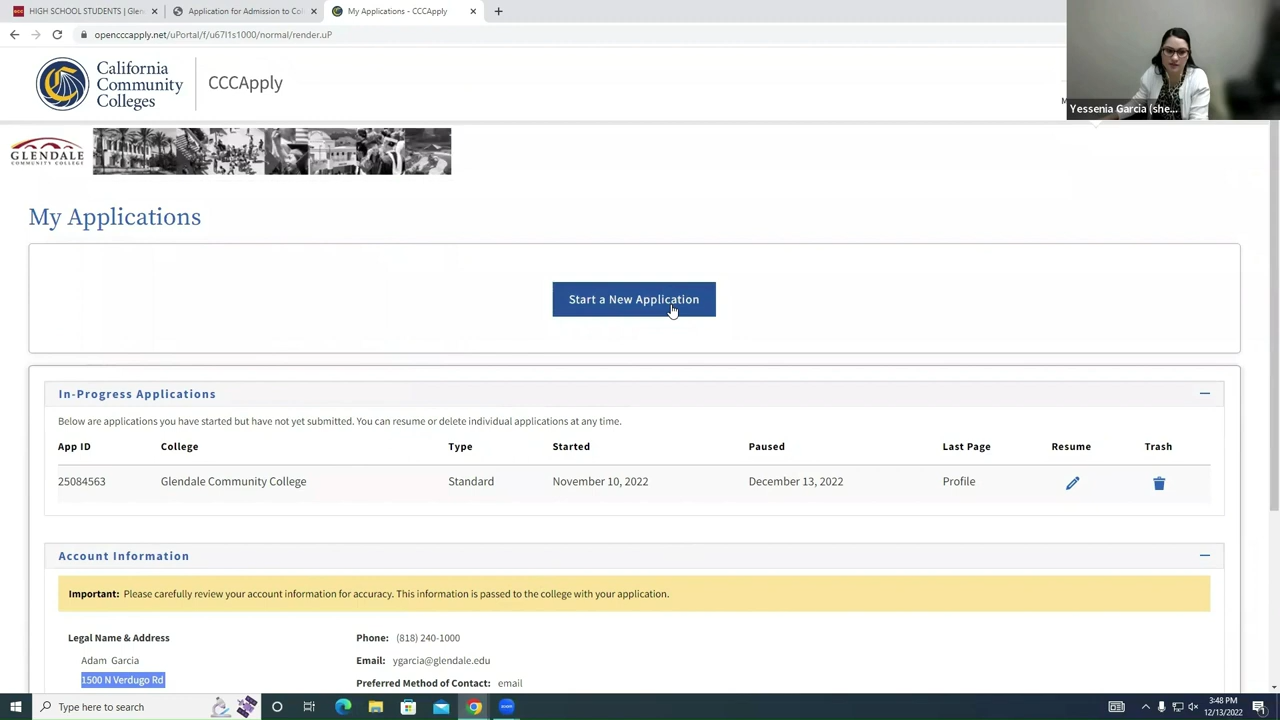 HIGH SCHOOL STUDENTS | Glen
Application for Admission to Col
My Applications - CCCApply
opencccapply.net/uPortal/f/u67l1s1000/normal/render.uP
California
Community
Colleges
CCCApply
M
Yessenia Garcia (she...
GLENDALE
COMMUNITY COLLEGE
My Applications
Start a New Application
In-Progress Applications
Below are applications you have started but have not yet submitted. You can resume or delete individual applications at any time.
App ID College Type Started Paused Last Page Resume Trash
25084563 Glendale Community College Standard November 10, 2022 December 13, 2022 Profile
Account Information
Important: Please carefully review your account information for accuracy. This information is passed to the college with your application.
Legal Name & Address Phone: (818) 240-1000
Adam Garcia Email: ygarcia@glendale.edu
1500 N Verdugo Rd Preferred Method of Contact: email
Type here to search
zoom
3:48 PM
12/13/2022
1